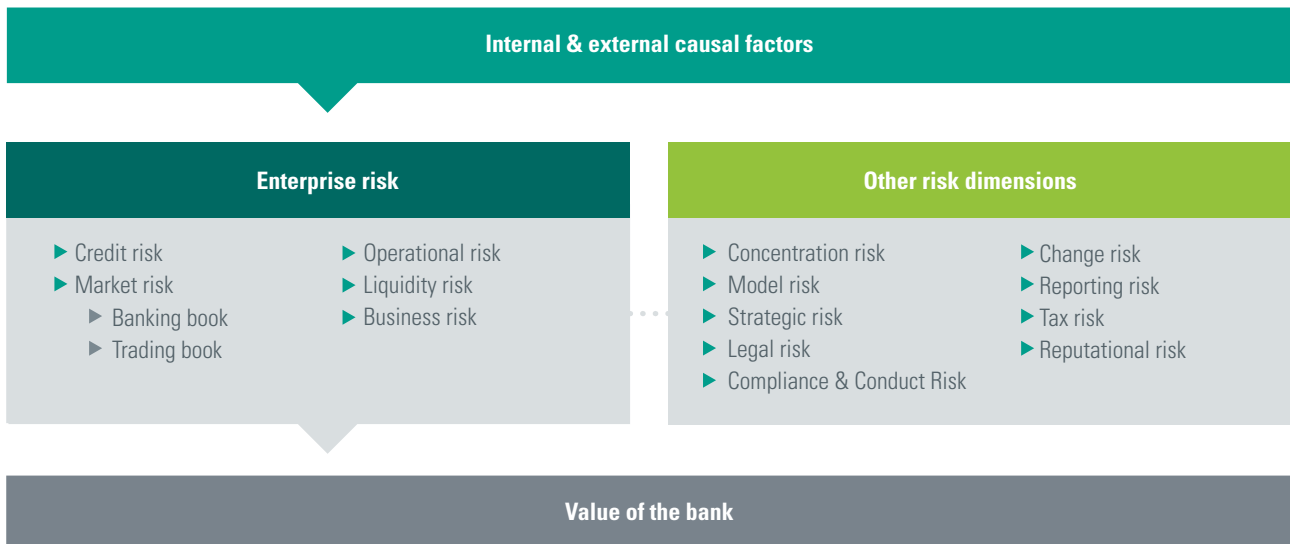 Internal & external causal factors
Enterprise risk
Credit risk
Market risk
Banking book
Trading book
Operational risk
Liquidity risk
Business risk
Other risk dimensions
Concentration risk
Model risk
Strategic risk
Legal risk
Compliance & Conduct Risk
Change risk
Reporting risk
Tax risk
Reputational risk
Value of the bank